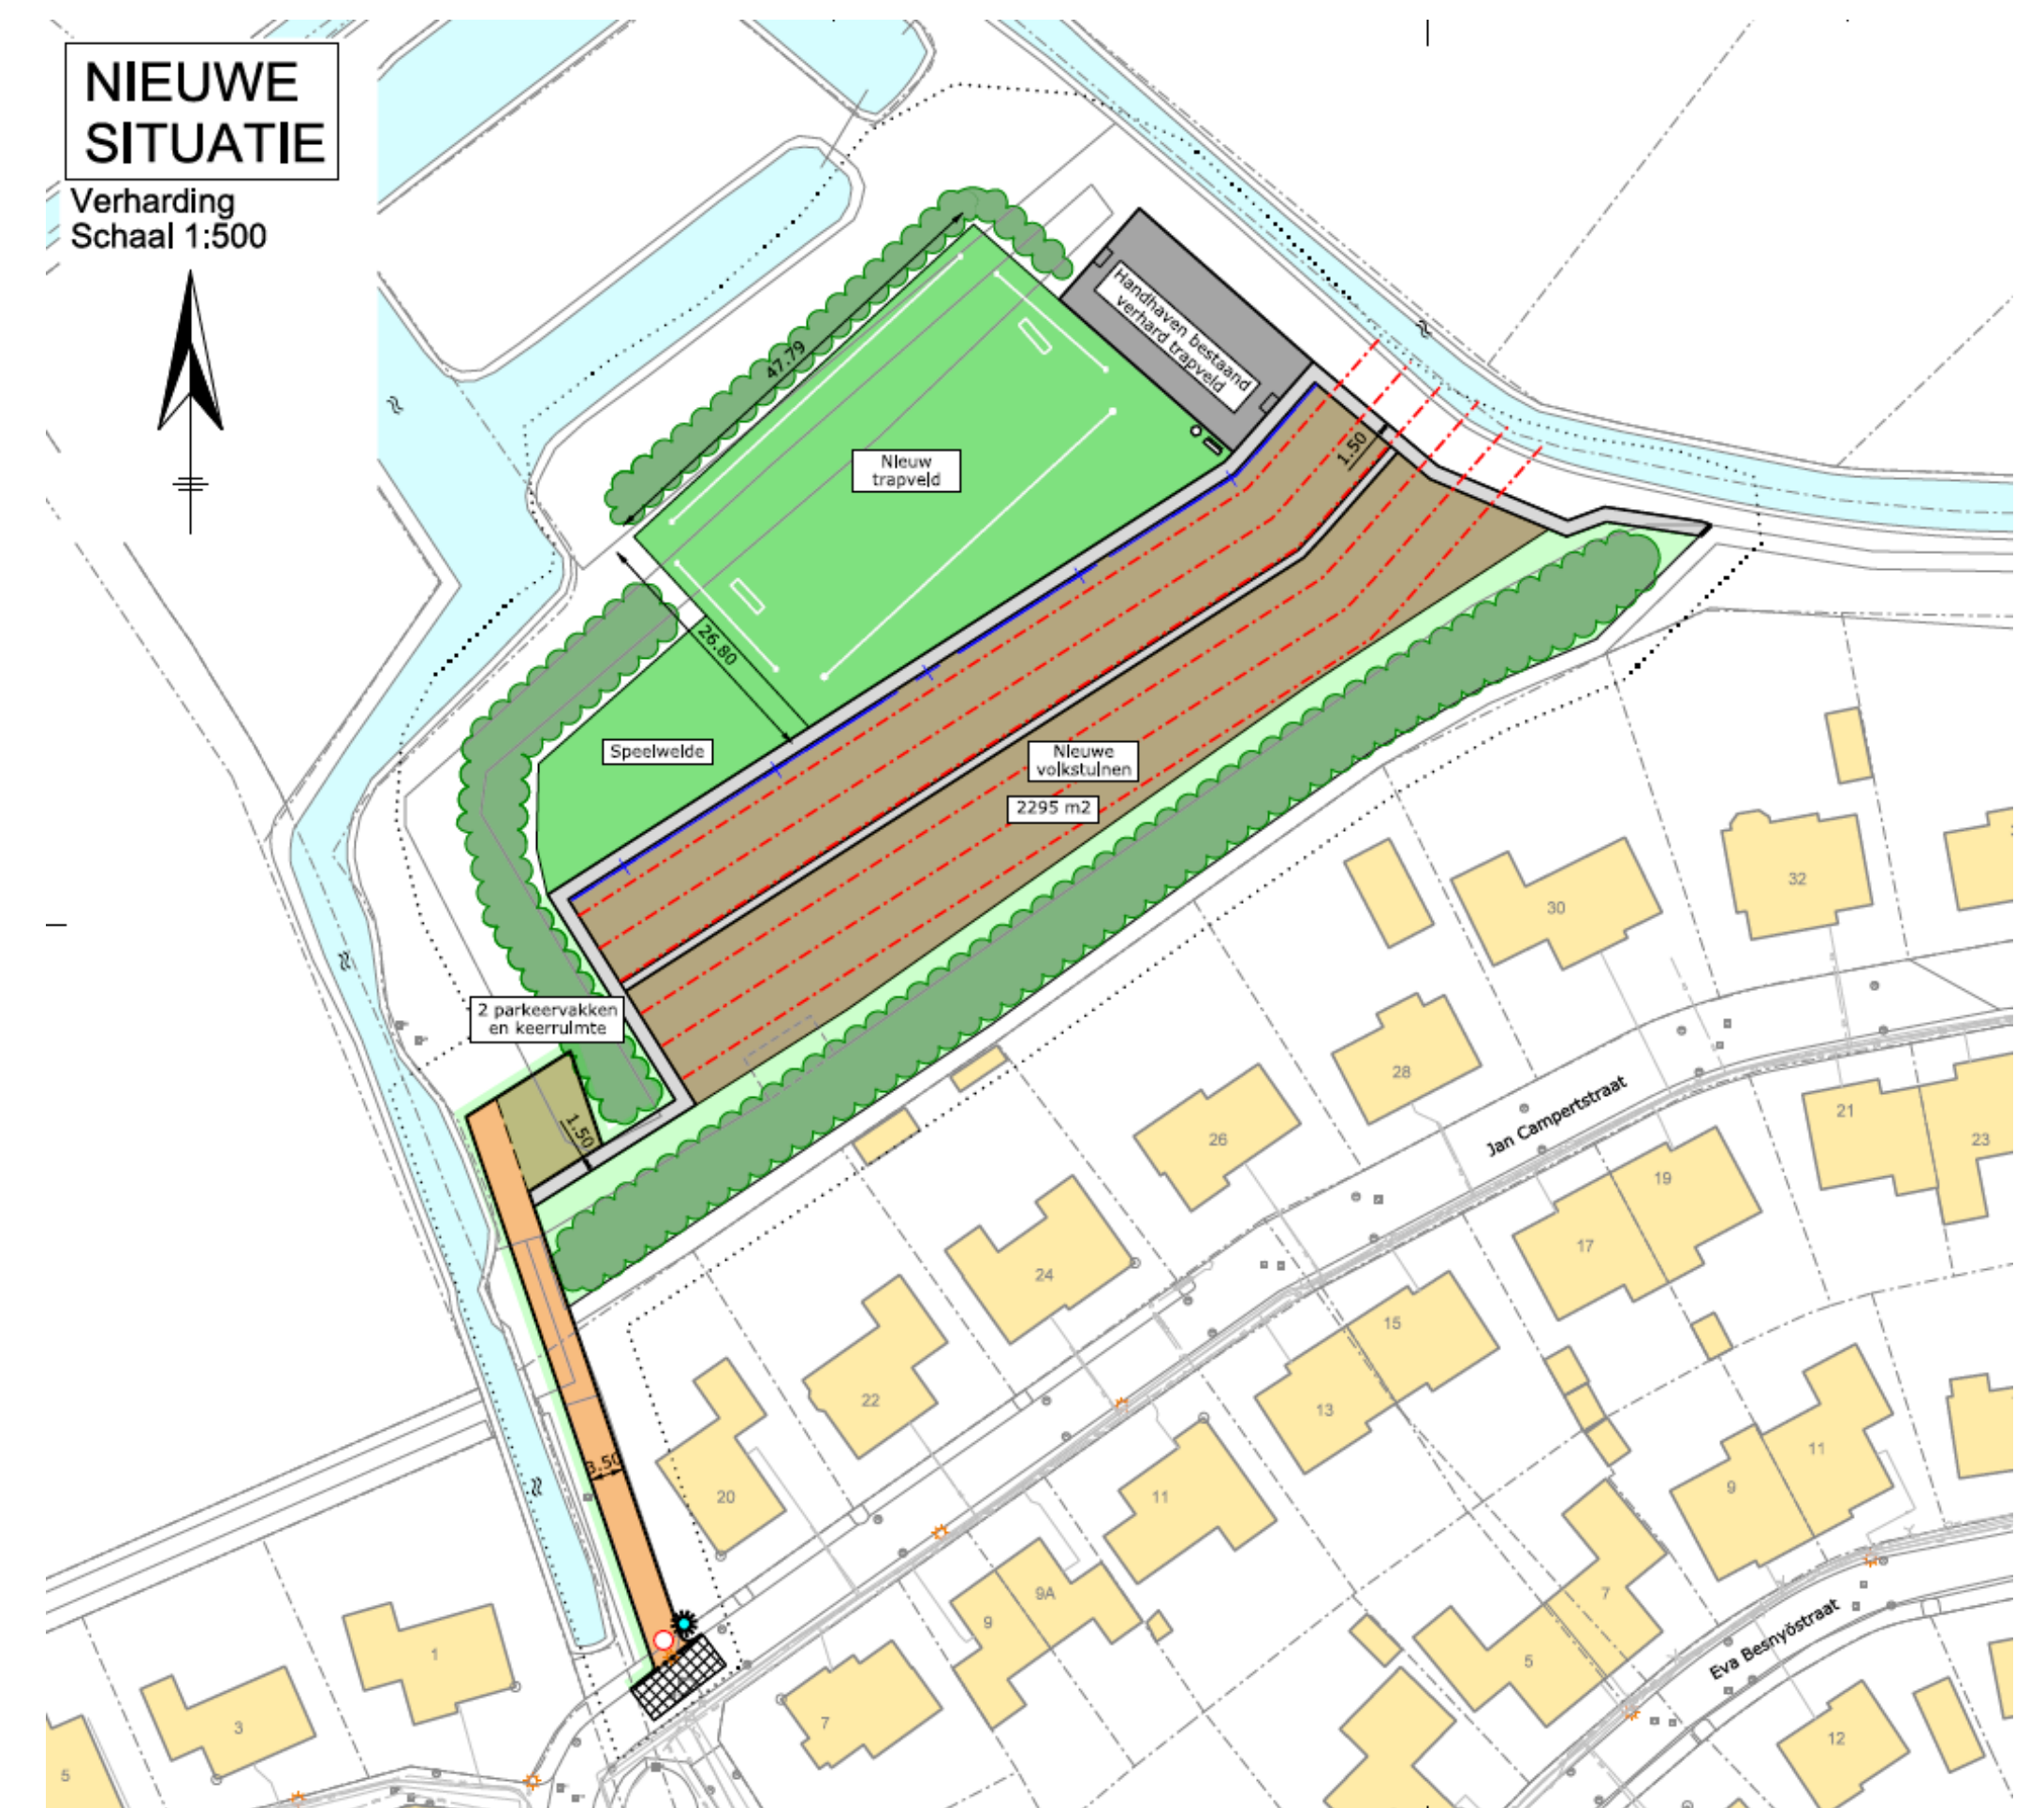 NIEUWE
SITUATIE
Verharding
Schaal 1:500
47.79
Handhaven bestaand
verhard trapveld
Nieuw
trapveld
1.50
26.80
Speelweide
Nieuwe
volkstuinen
2295 m2
2 parkeervakken
en keerruimte
1.50
3.50
Jan Campertstraat
Eva Besnyöstraat
32
30
28
26
24
22
20
21
23
19
17
15
13
11
11
9
9A
9
7
7
5
12
1
3
5